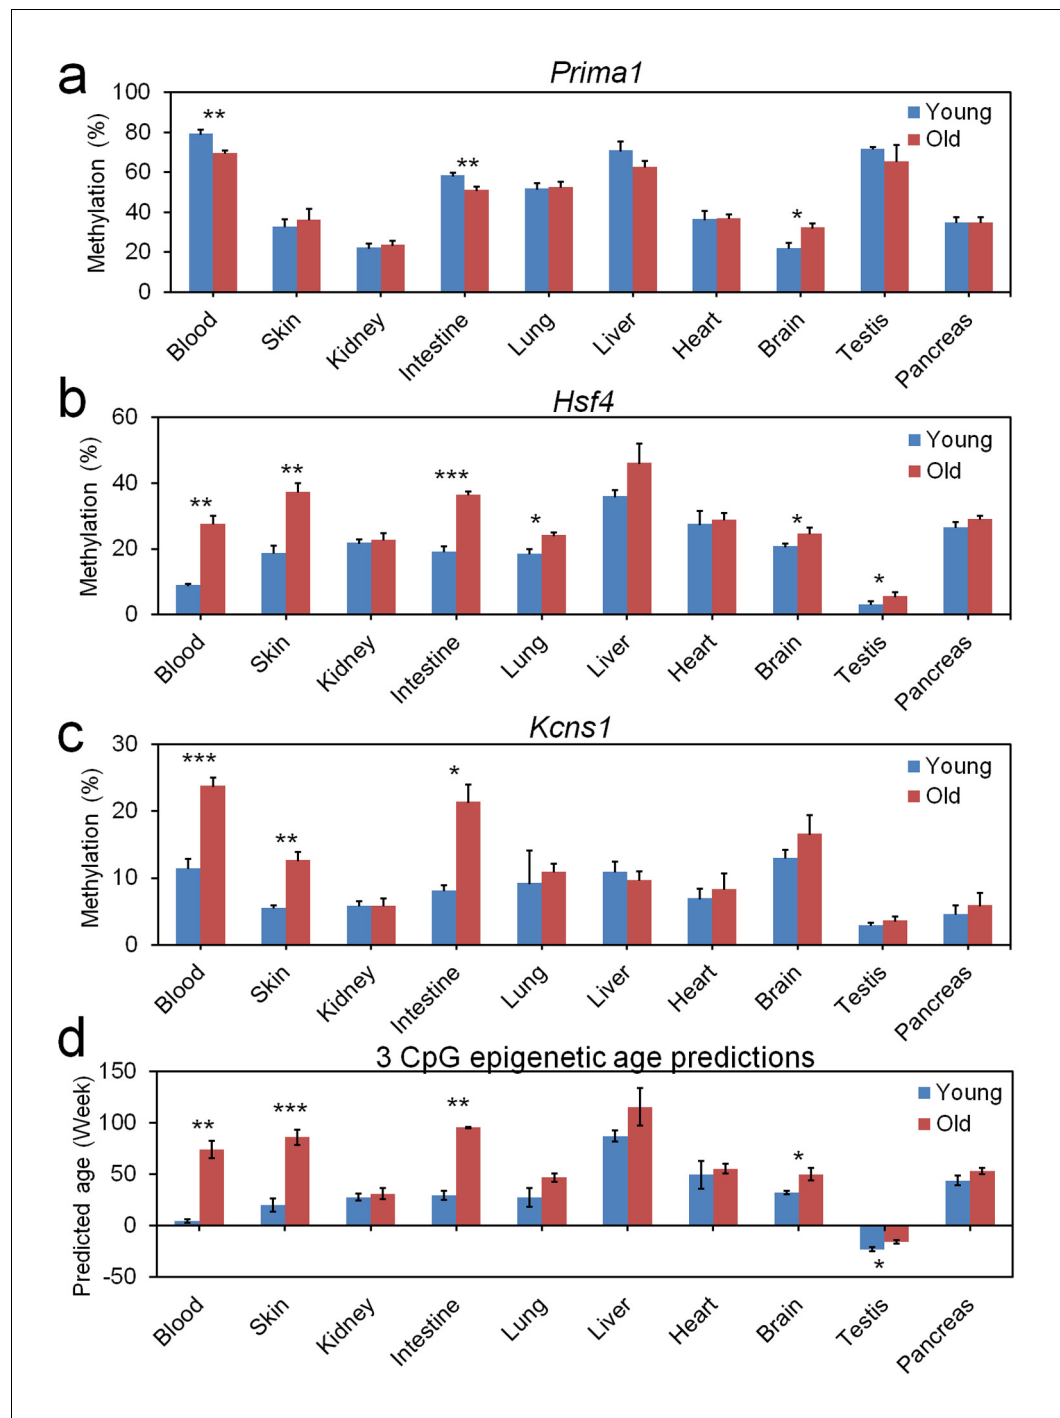 a
Prima1
Methylation (%)
100
80
60
40
20
0
Young
Old
**
**
*
Blood
Skin
Kidney
Intestine
Lung
Liver
Heart
Brain
Testis
Pancreas
b
Hsf4
Methylation (%)
60
40
20
0
Young
Old
**
**
***
*
*
*
Blood
Skin
Kidney
Intestine
Lung
Liver
Heart
Brain
Testis
Pancreas
c
Kcns1
Methylation (%)
30
20
10
0
Young
Old
***
**
*
Blood
Skin
Kidney
Intestine
Lung
Liver
Heart
Brain
Testis
Pancreas
d
3 CpG epigenetic age predictions
Predicted age (Week)
150
100
50
0
-50
Young
Old
**
***
**
*
*
Blood
Skin
Kidney
Intestine
Lung
Liver
Heart
Brain
Testis
Pancreas